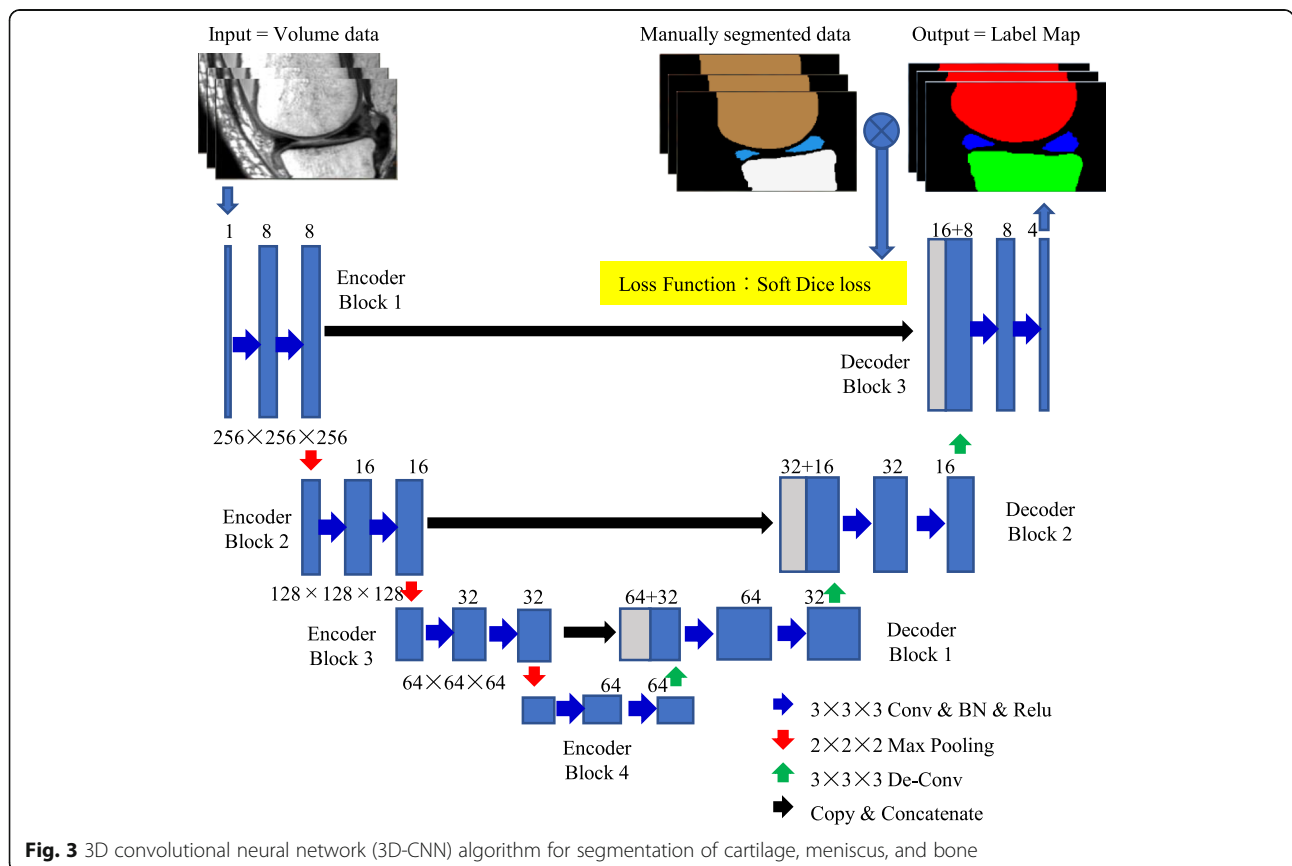 Input = Volume data
Manually segmented data
Output = Label Map
1
8
8
16+8
8
4
Encoder
Block 1
Loss Function：Soft Dice loss
Decoder
Block 3
256×256×256
16
16
32+16
32
16
Encoder
Block 2
Decoder
Block 2
128×128×128
32
32
64+32
64
32
Encoder
Block 3
Decoder
Block 1
64×64×64
64
64
Encoder
Block 4
3×3×3 Conv & BN & Relu
2×2×2 Max Pooling
3×3×3 De-Conv
Copy & Concatenate
Fig. 3 3D convolutional neural network (3D-CNN) algorithm for segmentation of cartilage, meniscus, and bone